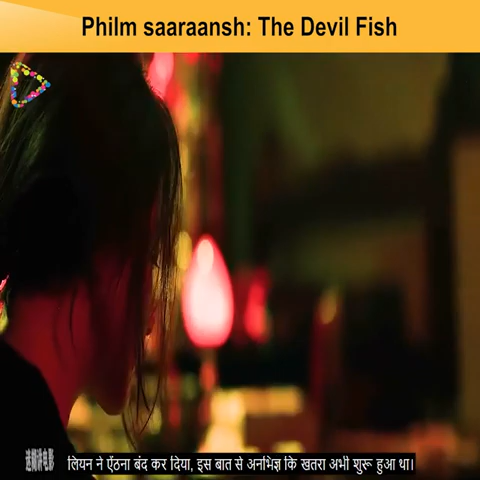 Philm saaraansh: The Devil Fish
लियन ने ऐंठना बंद कर दिया, इस बात से अनभिज्ञ कि खतरा अभी शुरू हुआ था।